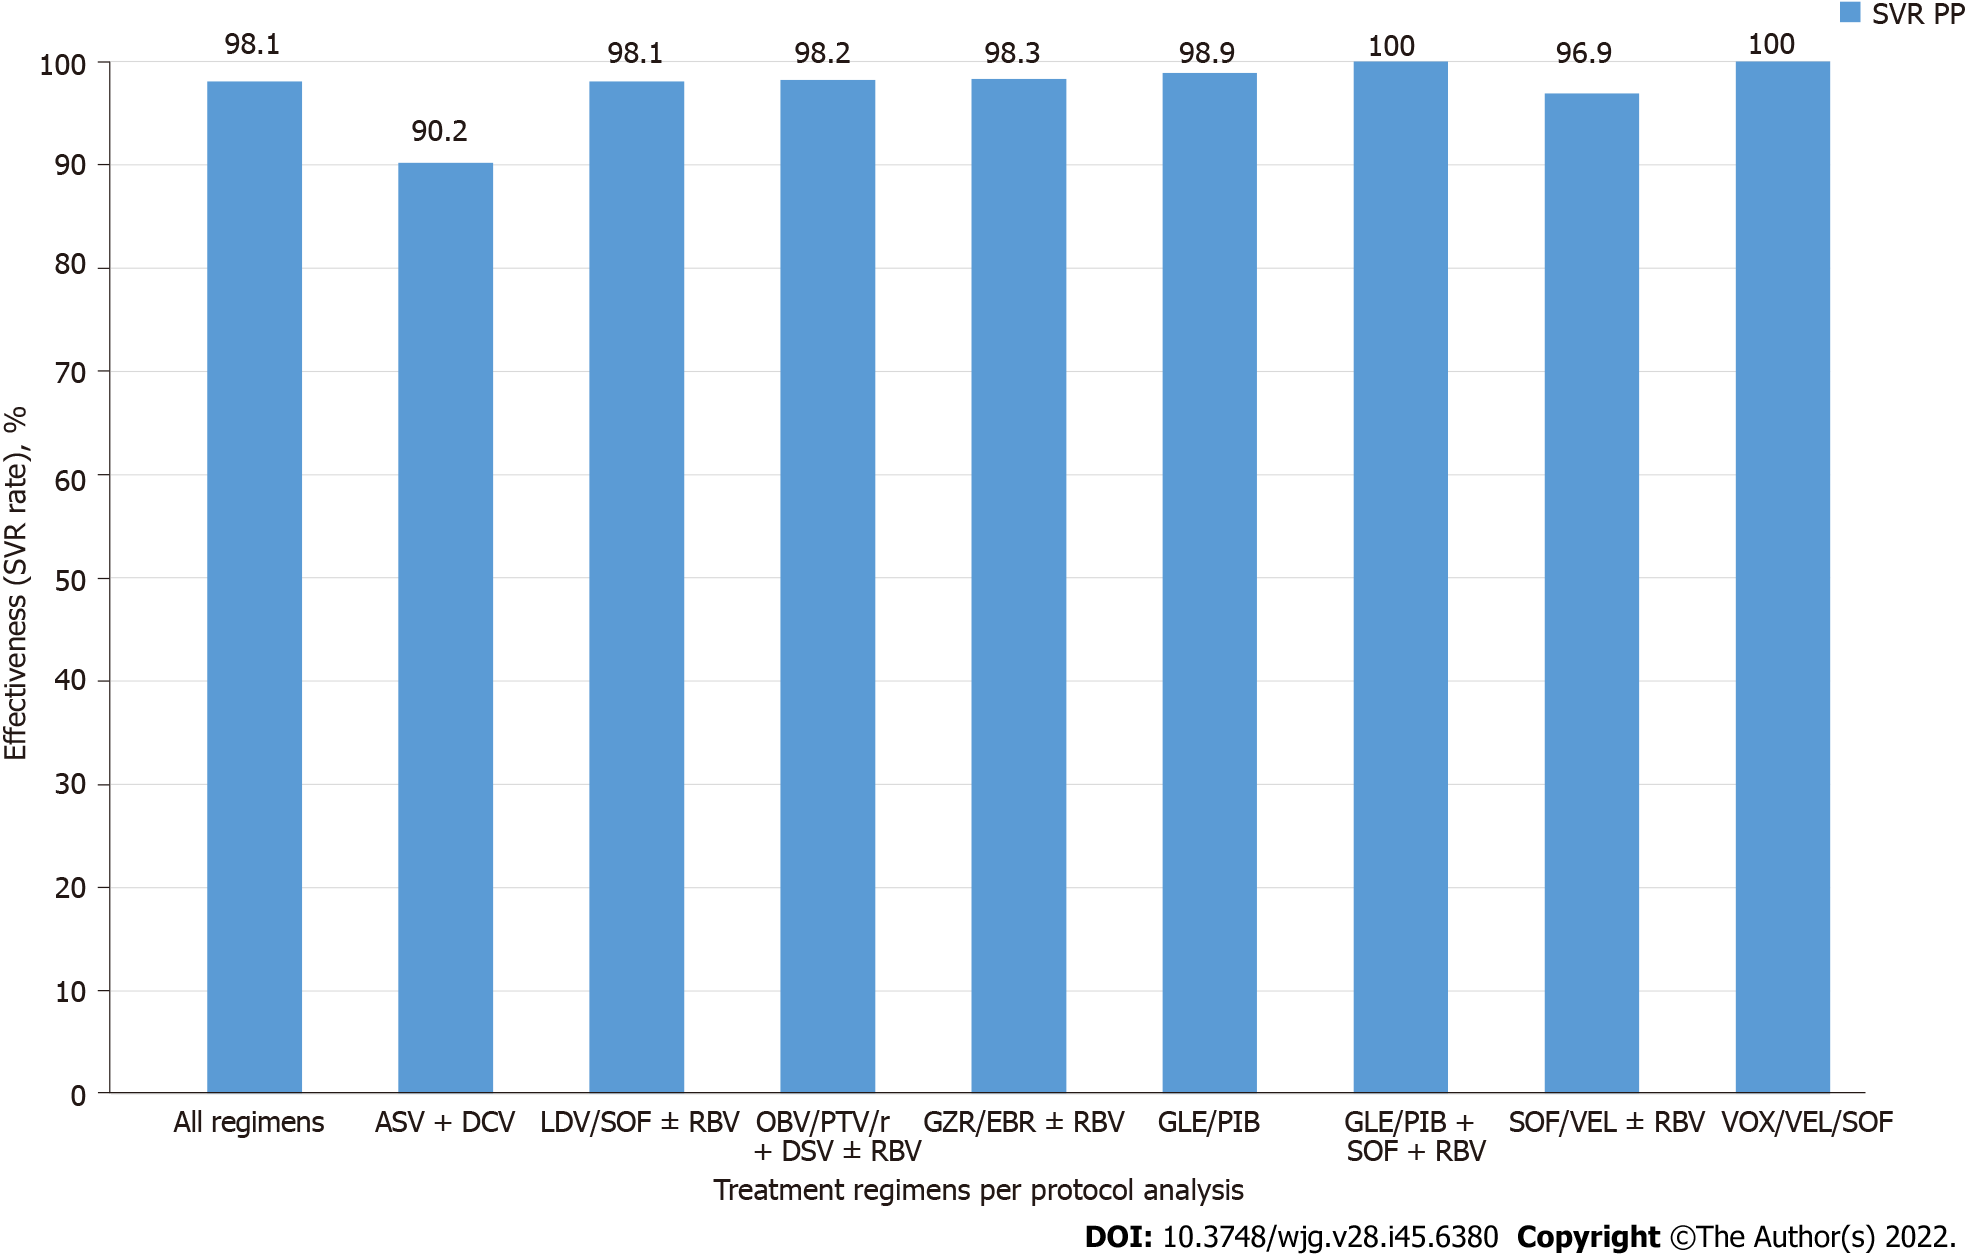 SVR PP
98.1
90.2
98.1
98.2
98.3
98.9
100
96.9
100
100
90
80
70
60
50
40
30
20
10
0
Effectiveness (SVR rate), %
All regimens
ASV + DCV
LDV/SOF ± RBV
OBV/PTV/r
+ DSV ± RBV
GZR/EBR ± RBV
GLE/PIB
GLE/PIB +
SOF + RBV
SOF/VEL ± RBV
VOX/VEL/SOF
Treatment regimens per protocol analysis
DOI: 10.3748/wjg.v28.i45.6380 Copyright ©The Author(s) 2022.